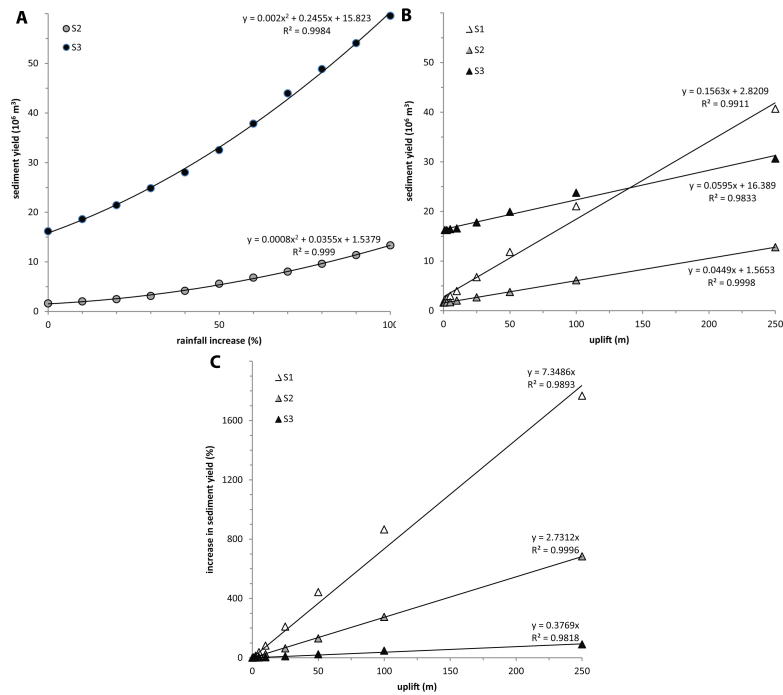 A
S2
S3
y = 0.002x² + 0.2455x + 15.823
R² = 0.9984
y = 0.0008x² + 0.0355x + 1.5379
R² = 0.999
sediment yield (10⁶ m³)
60
50
40
30
20
10
0
0
50
100
rainfall increase (%)
B
S1
S2
S3
y = 0.1563x + 2.8209
R² = 0.9911
y = 0.0595x + 16.389
R² = 0.9833
y = 0.0449x + 1.5653
R² = 0.9998
sediment yield (10⁶ m³)
60
50
40
30
20
10
0
0
50
100
150
200
250
uplift (m)
C
S1
S2
S3
y = 7.3486x
R² = 0.9893
y = 2.7312x
R² = 0.9996
y = 0.3769x
R² = 0.9818
increase in sediment yield (%)
1600
1200
800
400
0
0
50
100
150
200
250
uplift (m)